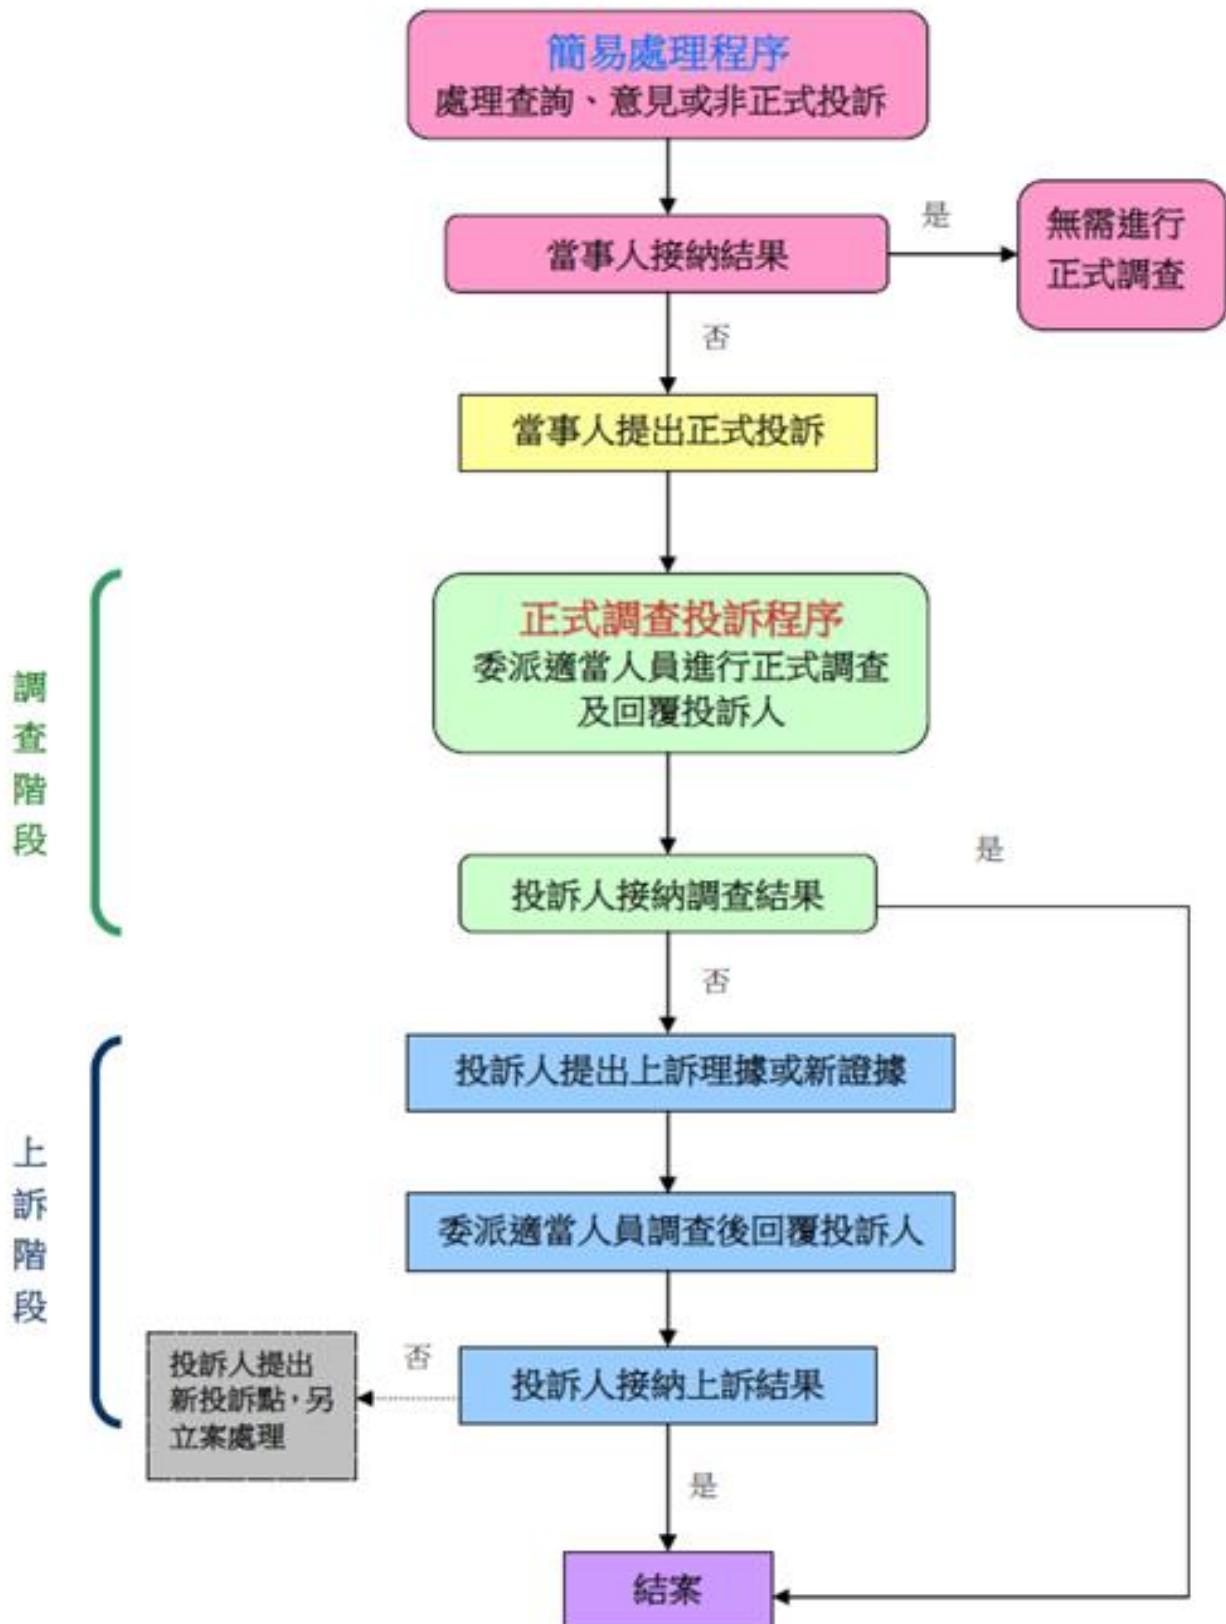 簡易處理程序
處理查詢、意見或非正式投訴
當事人接納結果
是
無需進行
正式調查
否
當事人提出正式投訴
調
查
階
段
正式調查投訴程序
委派適當人員進行正式調查
及回覆投訴人
投訴人接納調查結果
是
否
上
訴
階
段
投訴人提出上訴理據或新證據
委派適當人員調查後回覆投訴人
投訴人接納上訴結果
否
投訴人提出
新投訴點，另
立案處理
是
結案